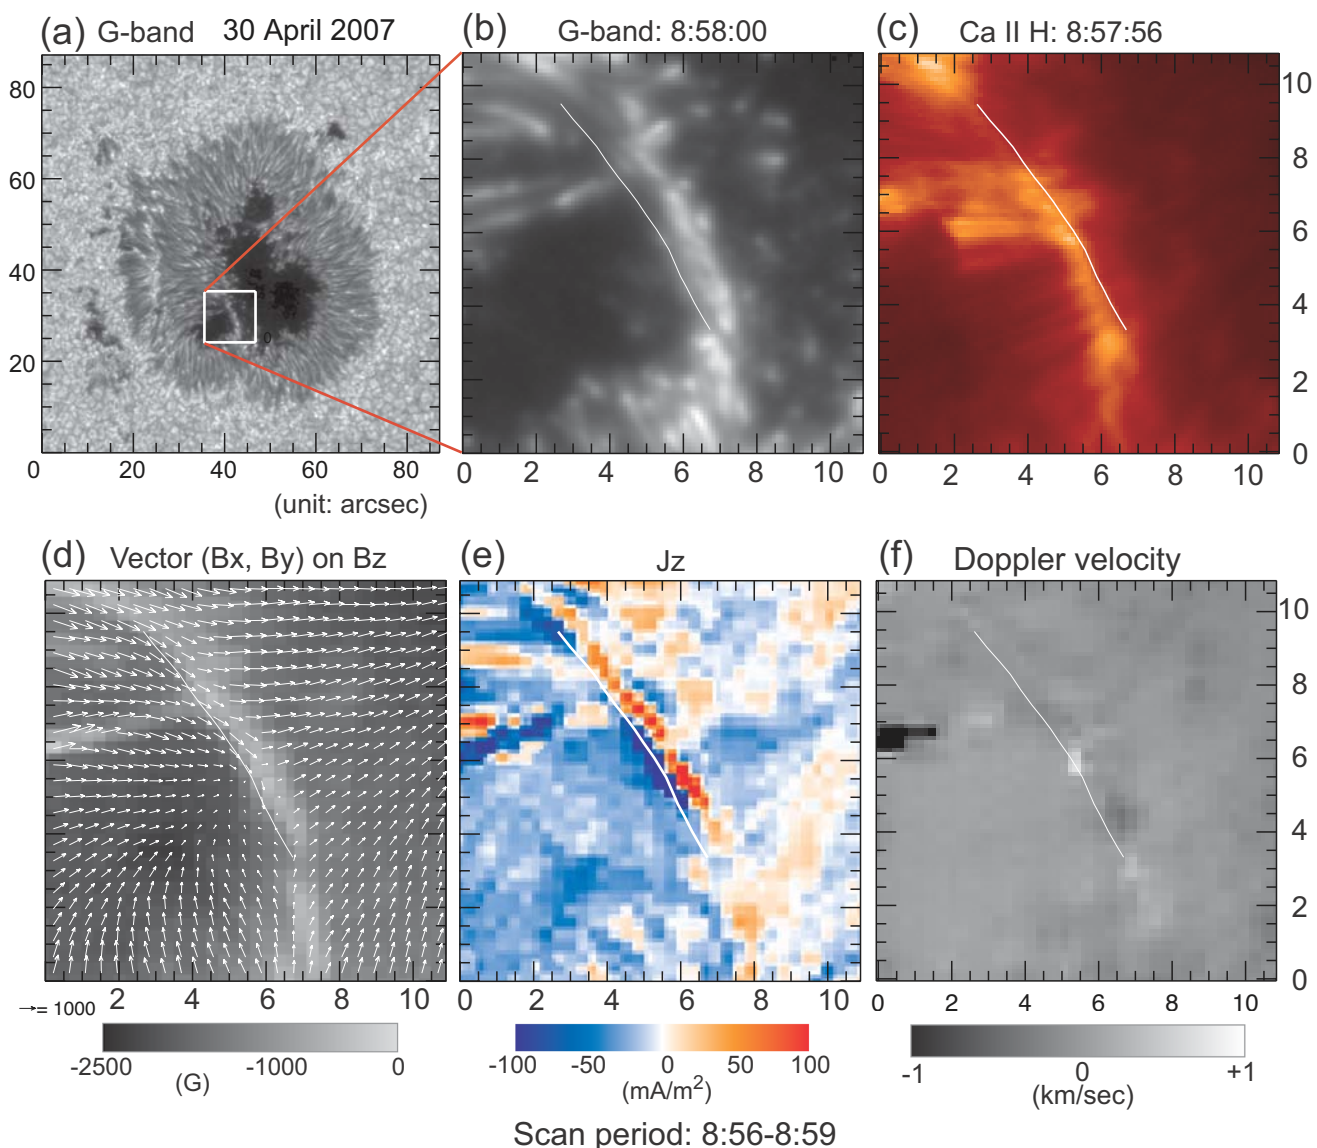 (a) G-band 30 April 2007
(b) G-band: 8:58:00
(c) Ca II H: 8:57:56
80
60
40
20
0 20 40 60 80
(unit: arcsec)
0
0 2 4 6 8 10
10
8
6
4
2
0
0 2 4 6 8 10
(d) Vector (Bx, By) on Bz
(e) Jz
(f) Doppler velocity
2 4 6 8 10
→= 1000
-2500 -1000 0
(G)
0 2 4 6 8 10
-100 -50 0 50 100
(mA/m²)
10
8
6
4
2
0
0 2 4 6 8 10
-1 0 +1
(km/sec)
Scan period: 8:56-8:59